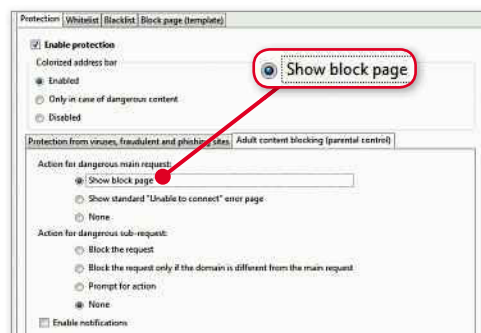 Protection Whitelist Blacklist Block page (template)
Enable protection
Colorized address bar
Show block page
Enabled
Only in case of dangerous content
Disabled
Protection from viruses, fraudulent and phishing sites Adult content blocking (parental control)
Action for dangerous main request:
Show block page
Show standard "Unable to connect" error page
None
Action for dangerous sub-request:
Block the request
Block the request only if the domain is different from the main request
Prompt for action
None
Enable notifications